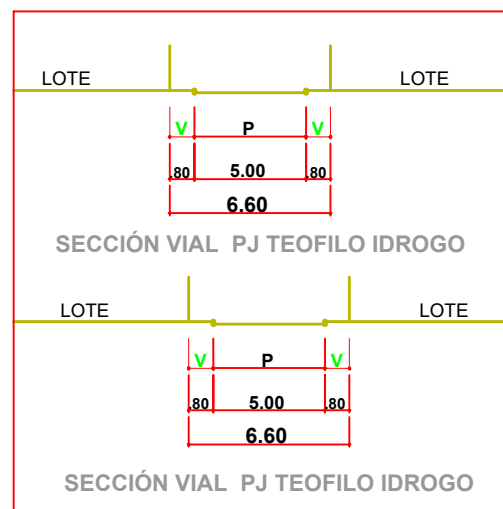 LOTE LOTE
V P V
.80 5.00 .80
6.60
SECCIÓN VIAL PJ TEOFILO IDROGO
LOTE LOTE
V P V
.80 5.00 .80
6.60
SECCIÓN VIAL PJ TEOFILO IDROGO